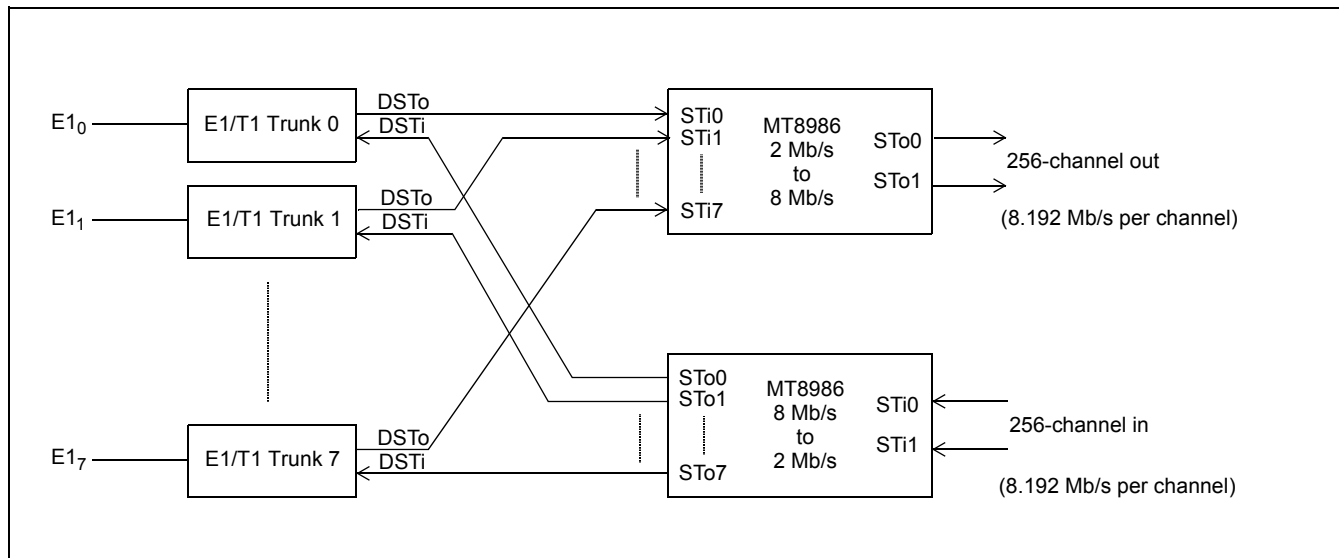 E1₀
E1/T1 Trunk 0
DSTo
DSTi
E1₁
E1/T1 Trunk 1
DSTo
DSTi
E1₇
E1/T1 Trunk 7
DSTo
DSTi
STi0
STi1
STi7
MT8986
2 Mb/s
to
8 Mb/s
STo0
STo1
256-channel out
(8.192 Mb/s per channel)
STo0
STo1
STo7
MT8986
8 Mb/s
to
2 Mb/s
STi0
STi1
256-channel in
(8.192 Mb/s per channel)